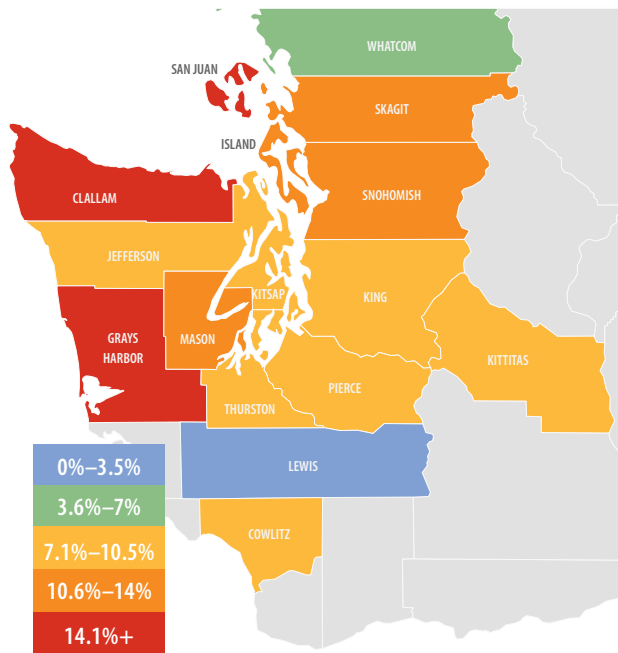 WHATCOM
SAN JUAN
SKAGIT
ISLAND
SNOHOMISH
CLALLAM
JEFFERSON
KITSAP
KING
GRAYS
HARBOR
MASON
KITTITAS
PIERCE
THURSTON
LEWIS
COWLITZ
0%–3.5%
3.6%–7%
7.1%–10.5%
10.6%–14%
14.1%+